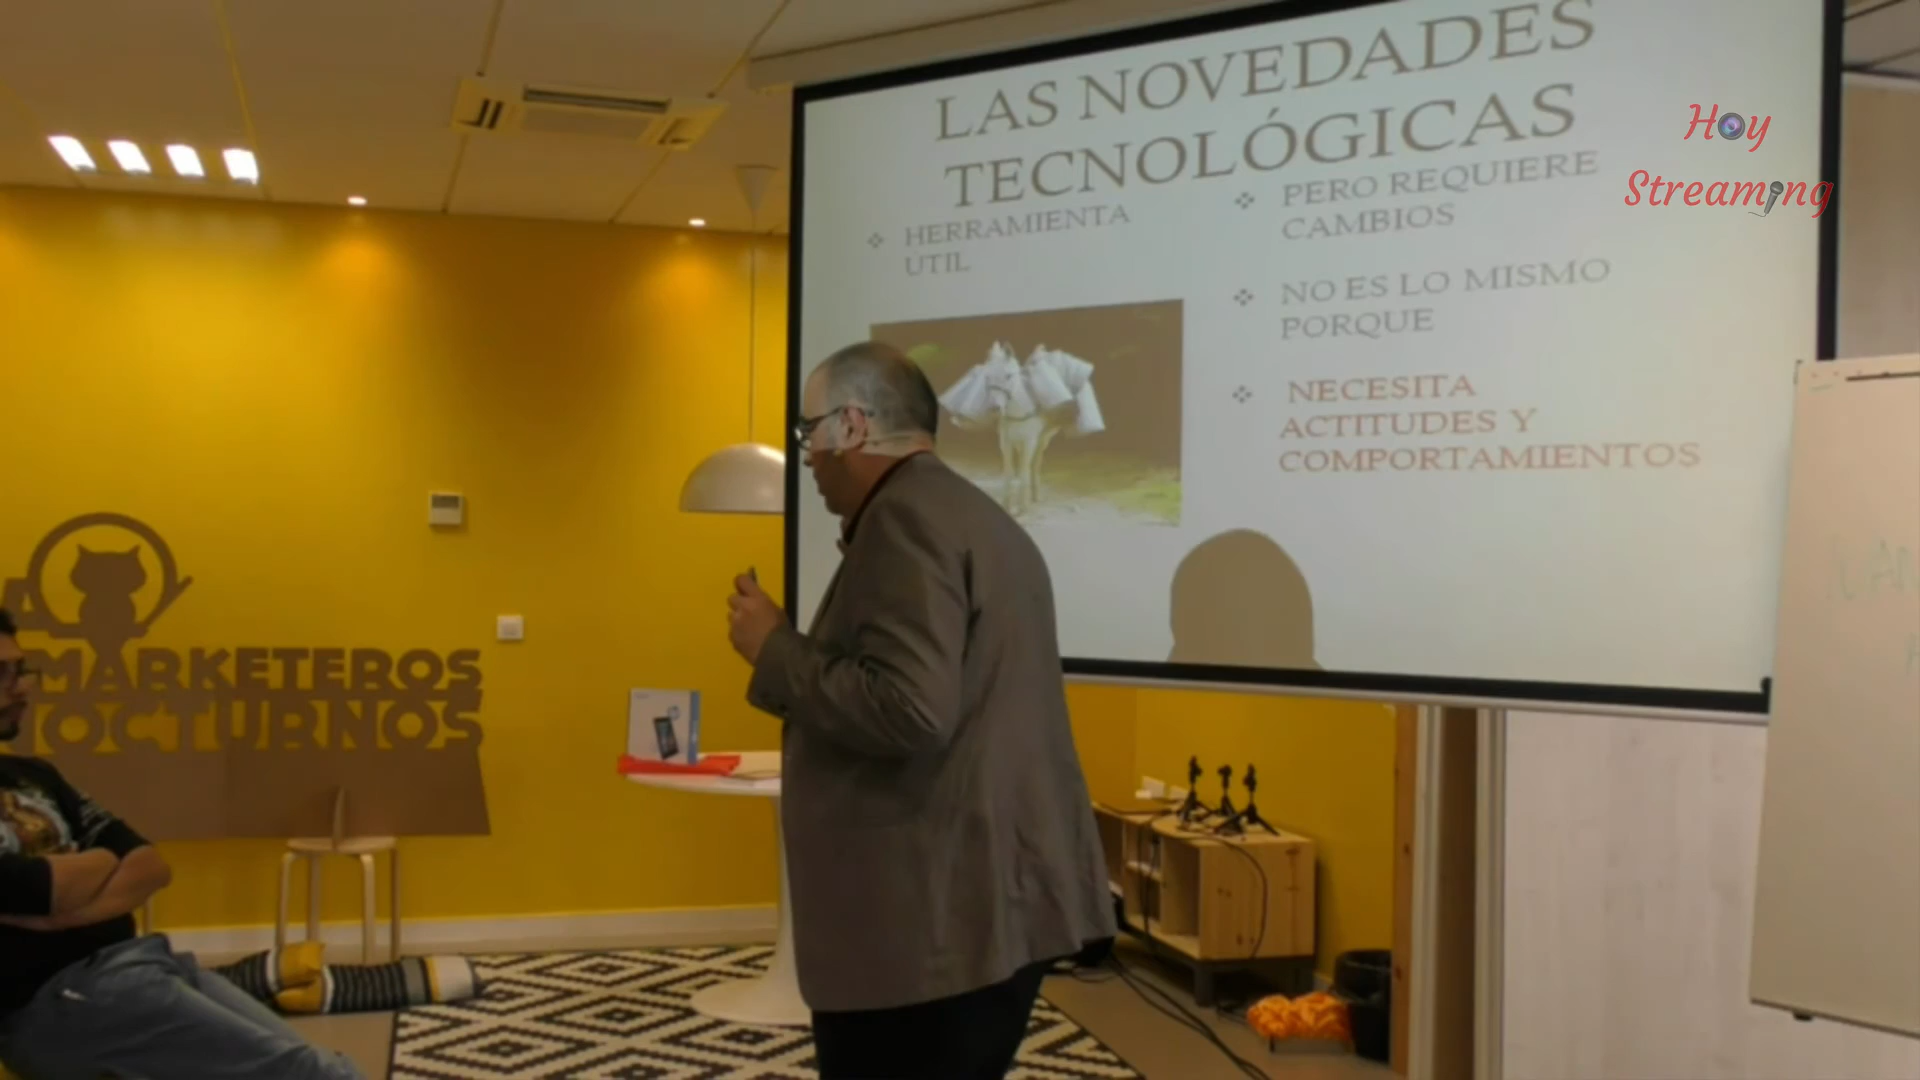 LAS NOVEDADES
TECNOLÓGICAS
HERRAMIENTA
UTIL
PERO REQUIERE
CAMBIOS
NO ES LO MISMO
PORQUE
NECESITA
ACTITUDES Y
COMPORTAMIENTOS
Hoy
Streaming
MARKETEROS
NOCTURNOS